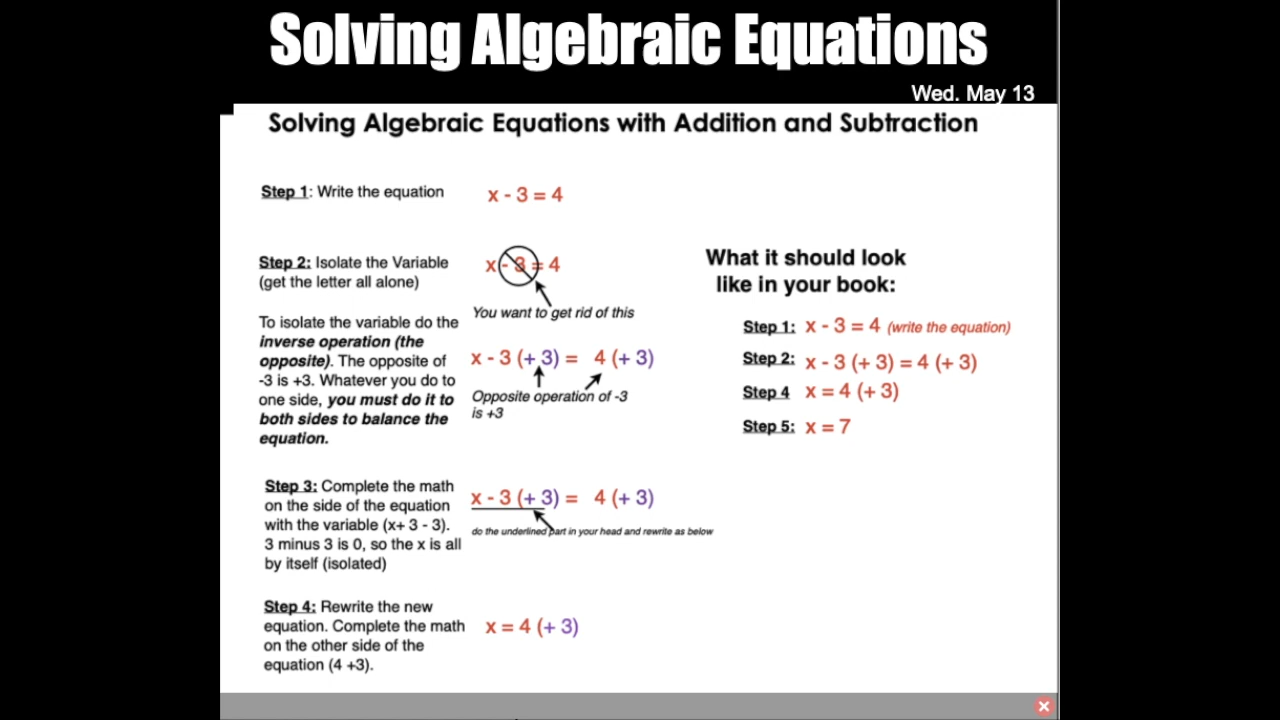 Solving Algebraic Equations
Wed. May 13
Solving Algebraic Equations with Addition and Subtraction
Step 1: Write the equation
x - 3 = 4
Step 2: Isolate the Variable
(get the letter all alone)
x - 3 = 4
You want to get rid of this
To isolate the variable do the
inverse operation (the
opposite). The opposite of
-3 is +3. Whatever you do to
one side, you must do it to
both sides to balance the
equation.
x - 3 (+ 3) = 4 (+ 3)
Opposite operation of -3
is +3
Step 3: Complete the math
on the side of the equation
with the variable (x+ 3 - 3).
3 minus 3 is 0, so the x is all
by itself (isolated)
x - 3 (+ 3) = 4 (+ 3)
do the underlined part in your head and rewrite as below
Step 4: Rewrite the new
equation. Complete the math
on the other side of the
equation (4 +3).
x = 4 (+ 3)
What it should look
like in your book:
Step 1: x - 3 = 4 (write the equation)
Step 2: x - 3 (+ 3) = 4 (+ 3)
Step 4 x = 4 (+ 3)
Step 5: x = 7